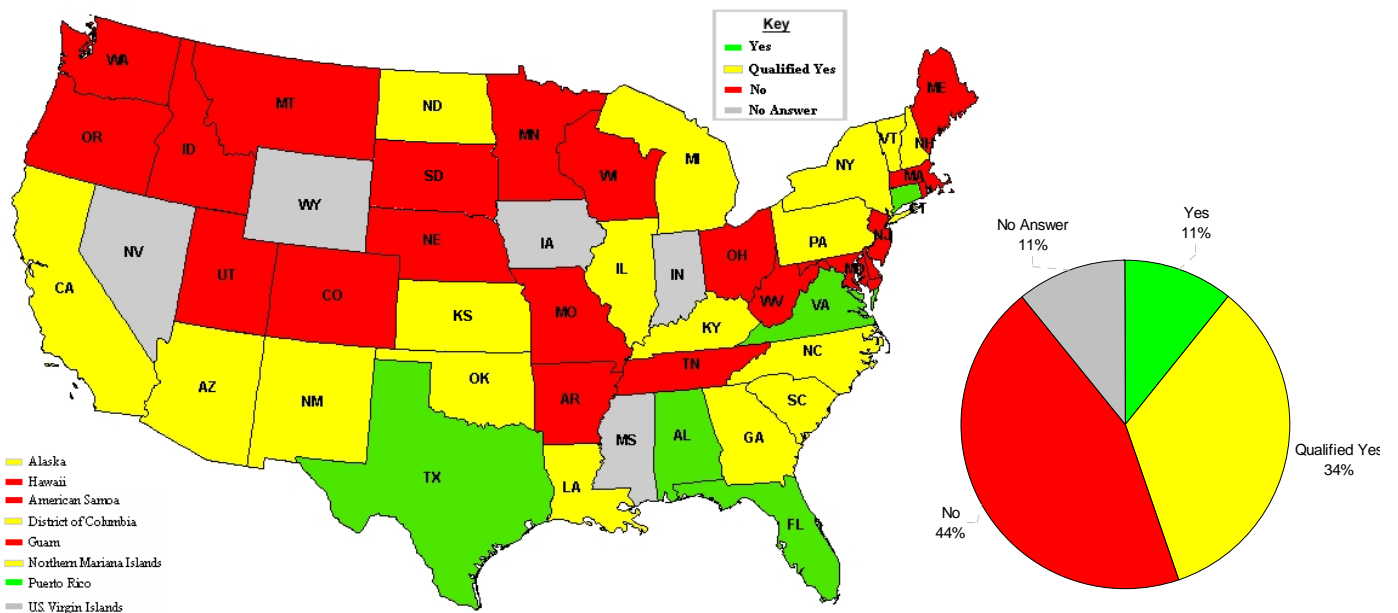 Key
Yes
Qualified Yes
No
No Answer
WA
MT
ND
MN
ME
OR
ID
SD
WI
MI
NY
VT
NH
MA
CT
WY
NV
UT
CO
NE
IA
IL
IN
OH
PA
NJ
MD
WV
VA
CA
KS
MO
KY
AZ
NM
OK
AR
TN
NC
SC
TX
LA
MS
AL
GA
FL
Alaska
Hawaii
American Samoa
District of Columbia
Guam
Northern Mariana Islands
Puerto Rico
U.S. Virgin Islands
No Answer
11%
Yes
11%
Qualified Yes
34%
No
44%